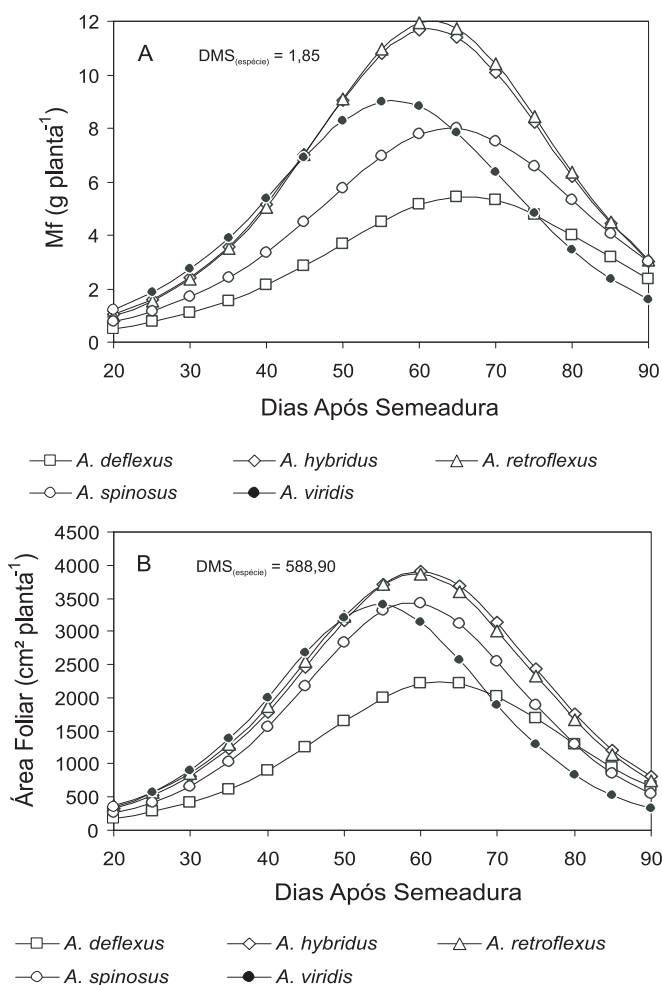 A
DMS(espécie) = 1,85
Mf (g planta-1)
12
10
8
6
4
2
0
20 30 40 50 60 70 80 90
Dias Após Semeadura
A. deflexus A. hybridus A. retroflexus
A. spinosus A. viridis
B
DMS(espécie) = 588,90
Área Foliar (cm² planta-1)
4500
4000
3500
3000
2500
2000
1500
1000
500
0
20 30 40 50 60 70 80 90
Dias Após Semeadura
A. deflexus A. hybridus A. retroflexus
A. spinosus A. viridis